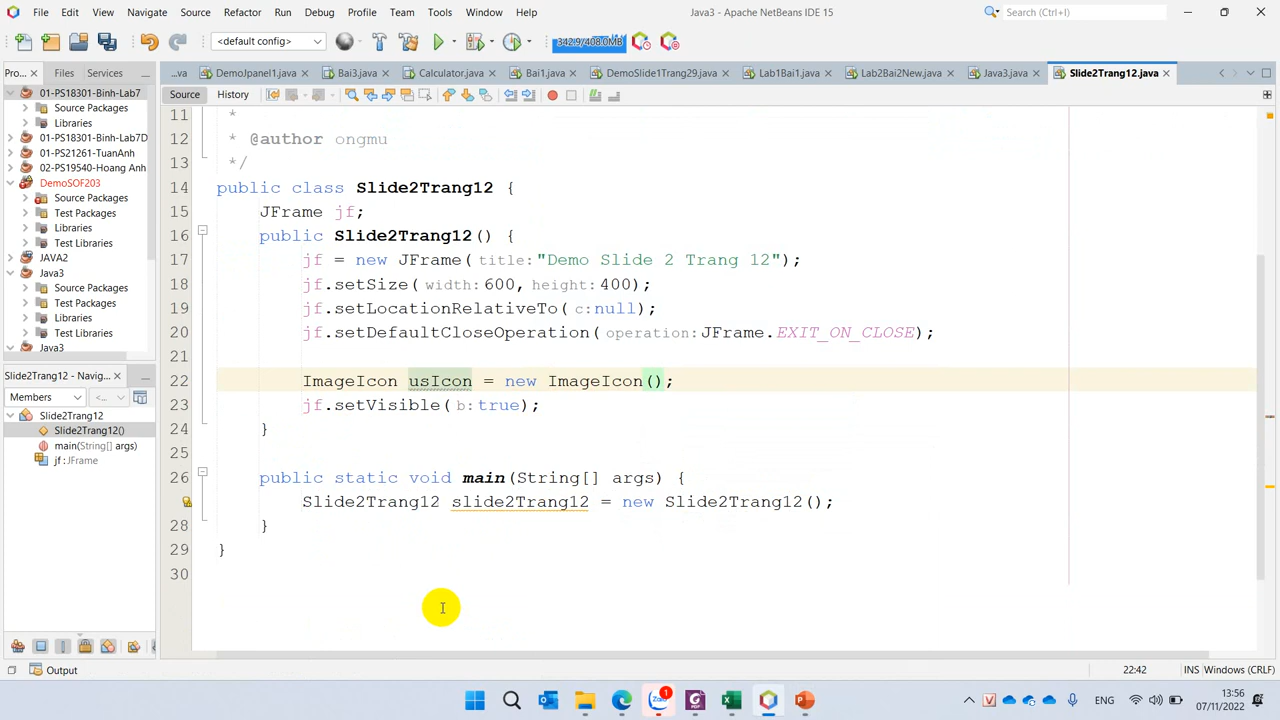 File Edit View Navigate Source Refactor Run Debug Profile Team Tools Window Help Java3 - Apache NetBeans IDE 15 Search (Ctrl+I)
<default config> 342.9/408.0MB
Pro... Files Services ...va DemoJpanel1.java Bai3.java Calculator.java Bai1.java DemoSlide1Trang29.java Lab1Bai1.java Lab2Bai2New.java Java3.java Slide2Trang12.java
01-PS18301-Binh-Lab7
Source Packages
Libraries
01-PS18301-Binh-Lab7D
01-PS21261-TuanAnh
02-PS19540-Hoang Anh
DemoSOF203
Source Packages
Test Packages
Libraries
Test Libraries
JAVA2
Java3
Source Packages
Test Packages
Libraries
Test Libraries
Java3
Slide2Trang12 - Navig...
Members <...>
Slide2Trang12
Slide2Trang12()
main(String[] args)
jf : JFrame
Source History
11 *
12 * @author ongmu
13 */
14 public class Slide2Trang12 {
15 JFrame jf;
16 public Slide2Trang12() {
17 jf = new JFrame( title: "Demo Slide 2 Trang 12");
18 jf.setSize( width: 600, height: 400);
19 jf.setLocationRelativeTo( c: null);
20 jf.setDefaultCloseOperation( operation: JFrame.EXIT_ON_CLOSE);
21
22 ImageIcon usIcon = new ImageIcon();
23 jf.setVisible( b: true);
24 }
25
26 public static void main(String[] args) {
Slide2Trang12 slide2Trang12 = new Slide2Trang12();
28 }
29 }
30
Output 22:42 INS Windows (CRLF)
Zalo 1 PDF V ENG 13:56
07/11/2022